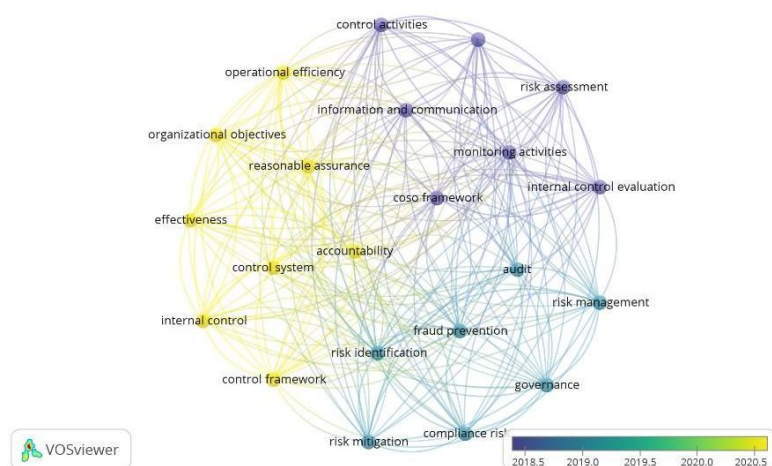 control activities
operational efficiency
risk assessment
information and communication
organizational objectives
monitoring activities
reasonable assurance
internal control evaluation
coso framework
effectiveness
accountability
control system
audit
risk management
internal control
fraud prevention
risk identification
control framework
governance
compliance risk
risk mitigation
VOSviewer
2018.5 2019.0 2019.5 2020.0 2020.5